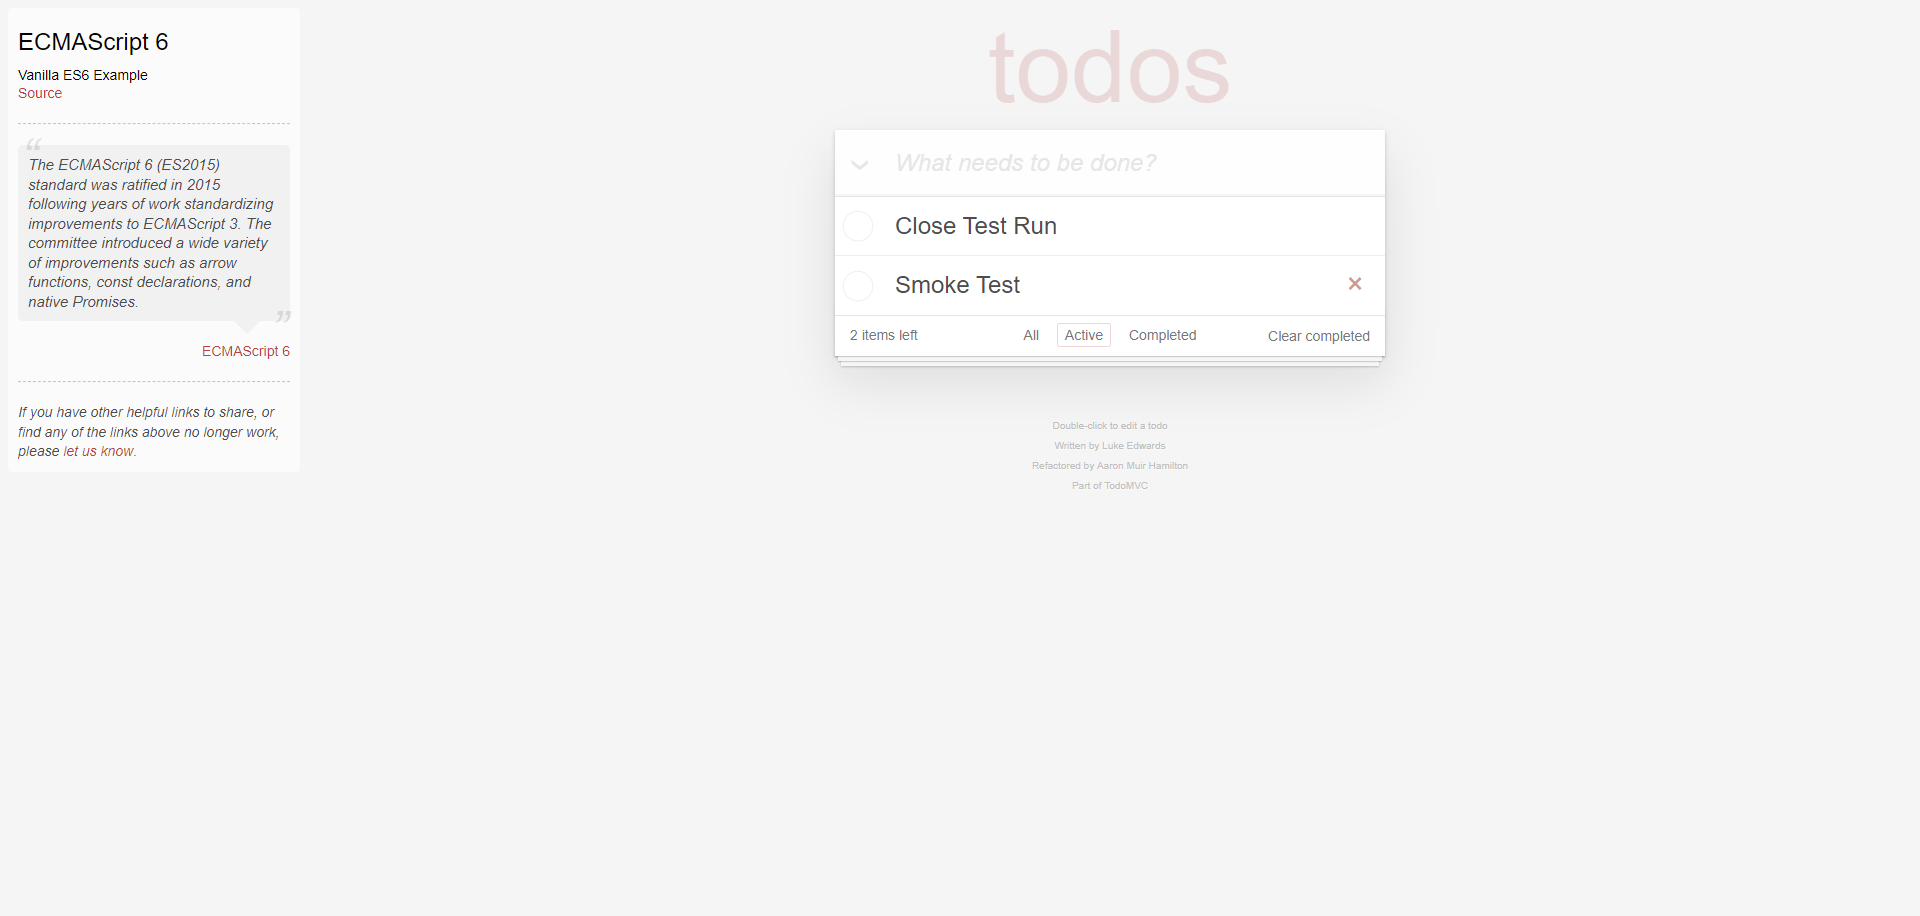 ECMAScript 6
Vanilla ES6 Example
Source
“
The ECMAScript 6 (ES2015)
standard was ratified in 2015
following years of work standardizing
improvements to ECMAScript 3. The
committee introduced a wide variety
of improvements such as arrow
functions, const declarations, and
native Promises.
”
ECMAScript 6
If you have other helpful links to share, or
find any of the links above no longer work,
please let us know.
todos
What needs to be done?
Close Test Run
Smoke Test ×
2 items left All Active Completed Clear completed
Double-click to edit a todo
Written by Luke Edwards
Refactored by Aaron Muir Hamilton
Part of TodoMVC